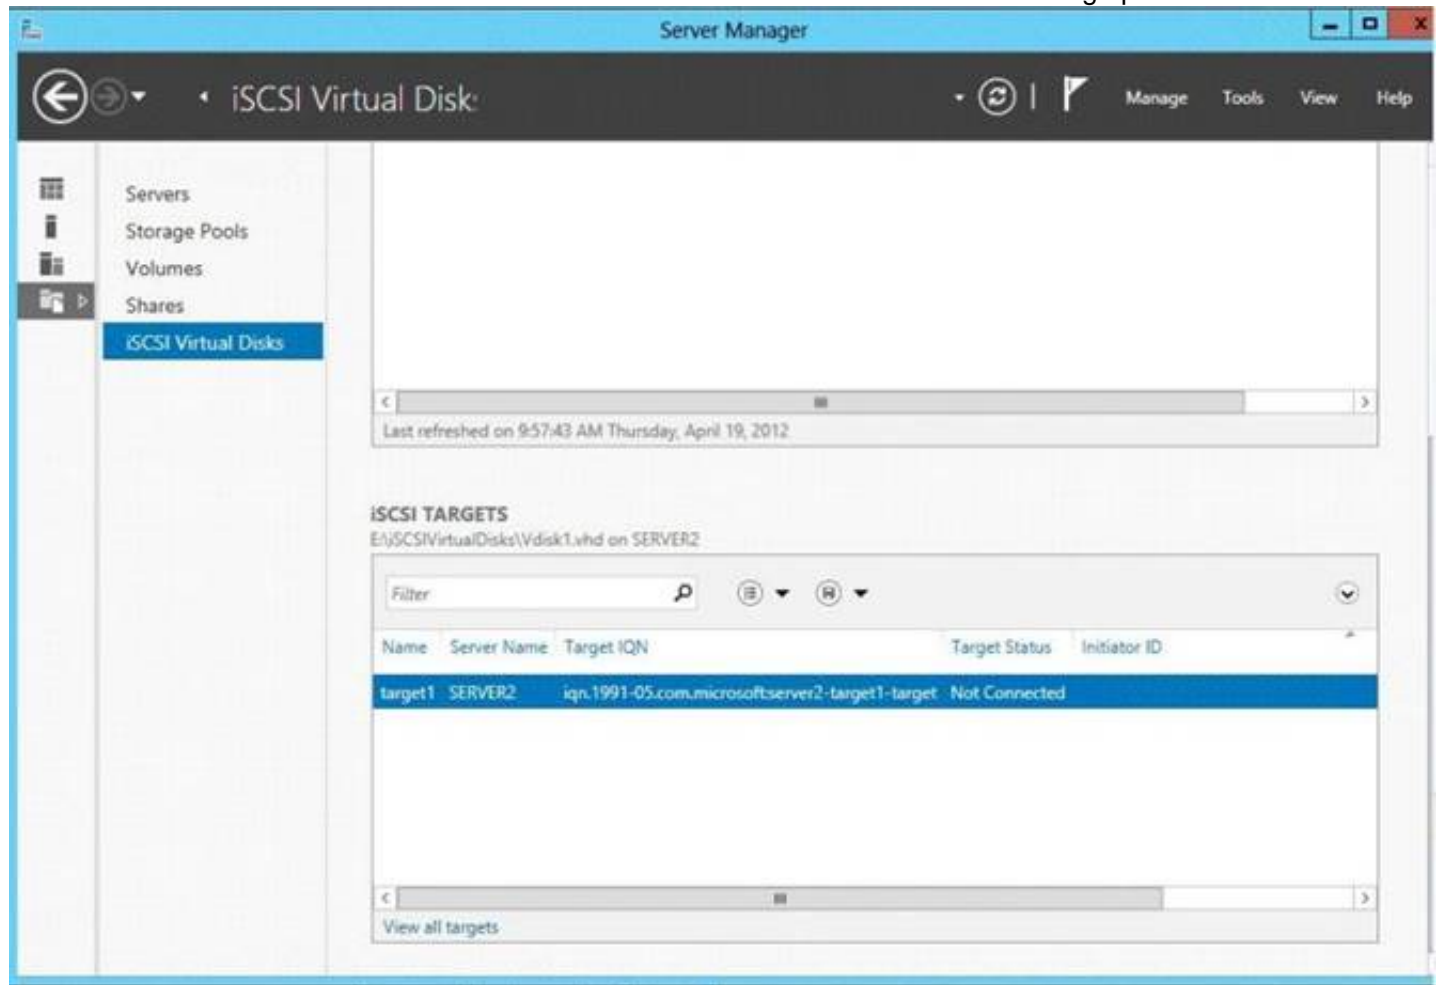 Server Manager
iSCSI Virtual Disk
Manage Tools View Help
Servers
Storage Pools
Volumes
Shares
iSCSI Virtual Disks
Last refreshed on 9:57:43 AM Thursday, April 19, 2012
iSCSI TARGETS
E:\iSCSIVirtualDisks\Vdisk1.vhd on SERVER2
Filter
Name Server Name Target IQN Target Status Initiator ID
target1 SERVER2 iqn.1991-05.com.microsoft:server2-target1-target Not Connected
View all targets